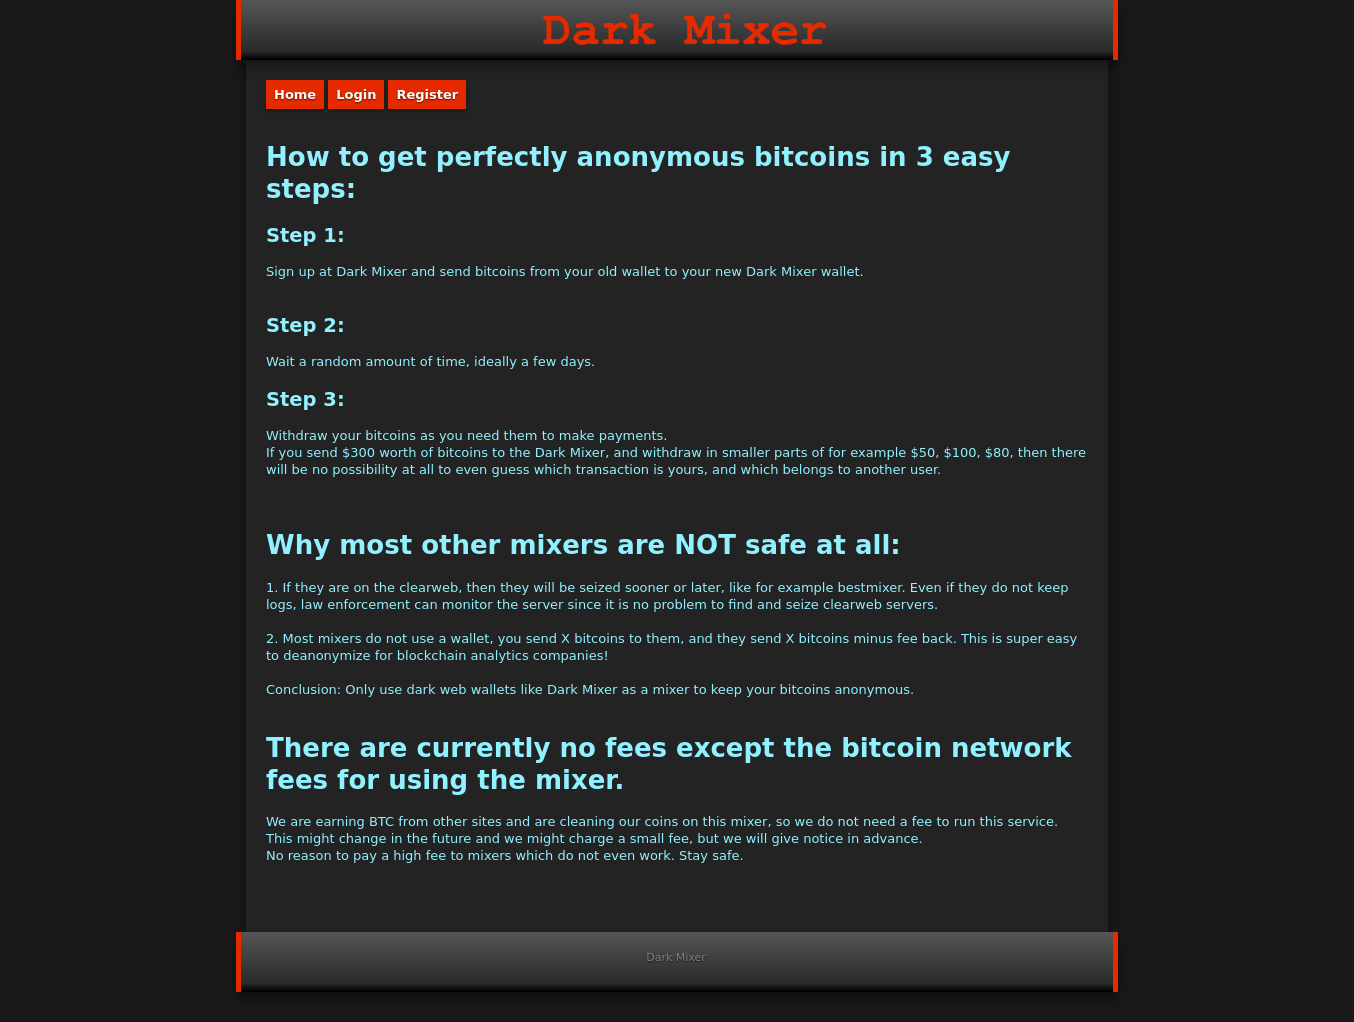 Dark Mixer
Home Login Register
How to get perfectly anonymous bitcoins in 3 easy
steps:
Step 1:
Sign up at Dark Mixer and send bitcoins from your old wallet to your new Dark Mixer wallet.
Step 2:
Wait a random amount of time, ideally a few days.
Step 3:
Withdraw your bitcoins as you need them to make payments.
If you send $300 worth of bitcoins to the Dark Mixer, and withdraw in smaller parts of for example $50, $100, $80, then there
will be no possibility at all to even guess which transaction is yours, and which belongs to another user.
Why most other mixers are NOT safe at all:
1. If they are on the clearweb, then they will be seized sooner or later, like for example bestmixer. Even if they do not keep
logs, law enforcement can monitor the server since it is no problem to find and seize clearweb servers.
2. Most mixers do not use a wallet, you send X bitcoins to them, and they send X bitcoins minus fee back. This is super easy
to deanonymize for blockchain analytics companies!
Conclusion: Only use dark web wallets like Dark Mixer as a mixer to keep your bitcoins anonymous.
There are currently no fees except the bitcoin network
fees for using the mixer.
We are earning BTC from other sites and are cleaning our coins on this mixer, so we do not need a fee to run this service.
This might change in the future and we might charge a small fee, but we will give notice in advance.
No reason to pay a high fee to mixers which do not even work. Stay safe.
Dark Mixer